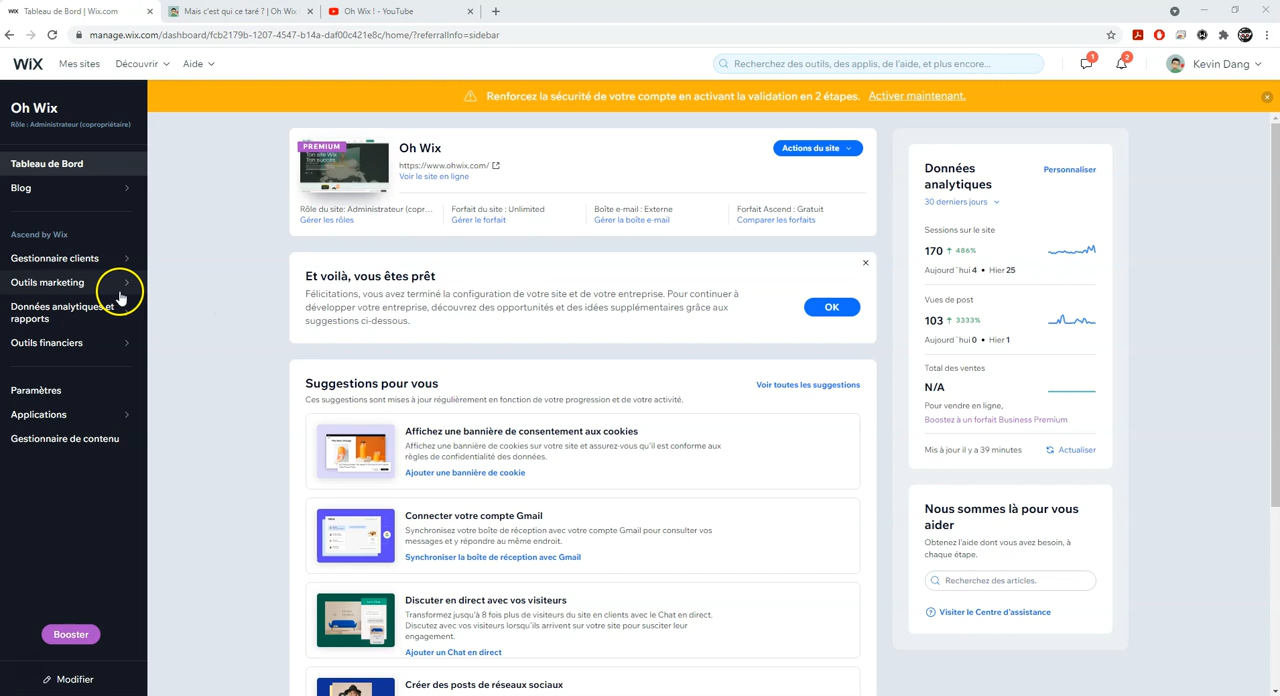 WiX Tableau de Bord | Wix.com
Mais c'est qui ce taré ? | Oh Wix
Oh Wix ! - YouTube
manage.wix.com/dashboard/fcb2179b-1207-4547-b14a-daf00c421e8c/home/?referralInfo=sidebar
WiX
Mes sites
Découvrir
Aide
Recherchez des outils, des applis, de l'aide, et plus encore...
1
2
Kevin Dang
Renforcez la sécurité de votre compte en activant la validation en 2 étapes. Activer maintenant.
Oh Wix
Rôle : Administrateur (copropriétaire)
Tableau de Bord
Blog
Ascend by Wix
Gestionnaire clients
Outils marketing
Données analytiques et
rapports
Outils financiers
Paramètres
Applications
Gestionnaire de contenu
Booster
Modifier
PREMIUM
Ton site Wix
Ton succès
Oh Wix
https://www.ohwix.com/
Voir le site en ligne
Actions du site
Rôle du site: Administrateur (copr...
Gérer les rôles
Forfait du site : Unlimited
Gérer le forfait
Boîte e-mail : Externe
Gérer la boîte e-mail
Forfait Ascend : Gratuit
Comparer les forfaits
Et voilà, vous êtes prêt
Félicitations, vous avez terminé la configuration de votre site et de votre entreprise. Pour continuer à
développer votre entreprise, découvrez des opportunités et des idées supplémentaires grâce aux
suggestions ci-dessous.
OK
Suggestions pour vous
Voir toutes les suggestions
Ces suggestions sont mises à jour régulièrement en fonction de votre progression et de votre activité.
Affichez une bannière de consentement aux cookies
Affichez une bannière de cookies sur votre site et assurez-vous qu'il est conforme aux
règles de confidentialité des données.
Ajouter une bannière de cookie
Connecter votre compte Gmail
Synchronisez votre boîte de réception avec votre compte Gmail pour consulter vos
messages et y répondre au même endroit.
Synchroniser la boîte de réception avec Gmail
Discuter en direct avec vos visiteurs
Transformez jusqu'à 8 fois plus de visiteurs du site en clients avec le Chat en direct.
Discutez avec vos visiteurs lorsqu'ils arrivent sur votre site pour susciter leur
engagement.
Ajouter un Chat en direct
Créer des posts de réseaux sociaux
Données
analytiques
Personnaliser
30 derniers jours
Sessions sur le site
170 ↑ 486%
Aujourd`hui 4 • Hier 25
Vues de post
103 ↑ 3333%
Aujourd`hui 0 • Hier 1
Total des ventes
N/A
Pour vendre en ligne,
Boostez à un forfait Business Premium
Mis à jour il y a 39 minutes
Actualiser
Nous sommes là pour vous
aider
Obtenez l'aide dont vous avez besoin, à
chaque étape.
Recherchez des articles.
Visiter le Centre d'assistance